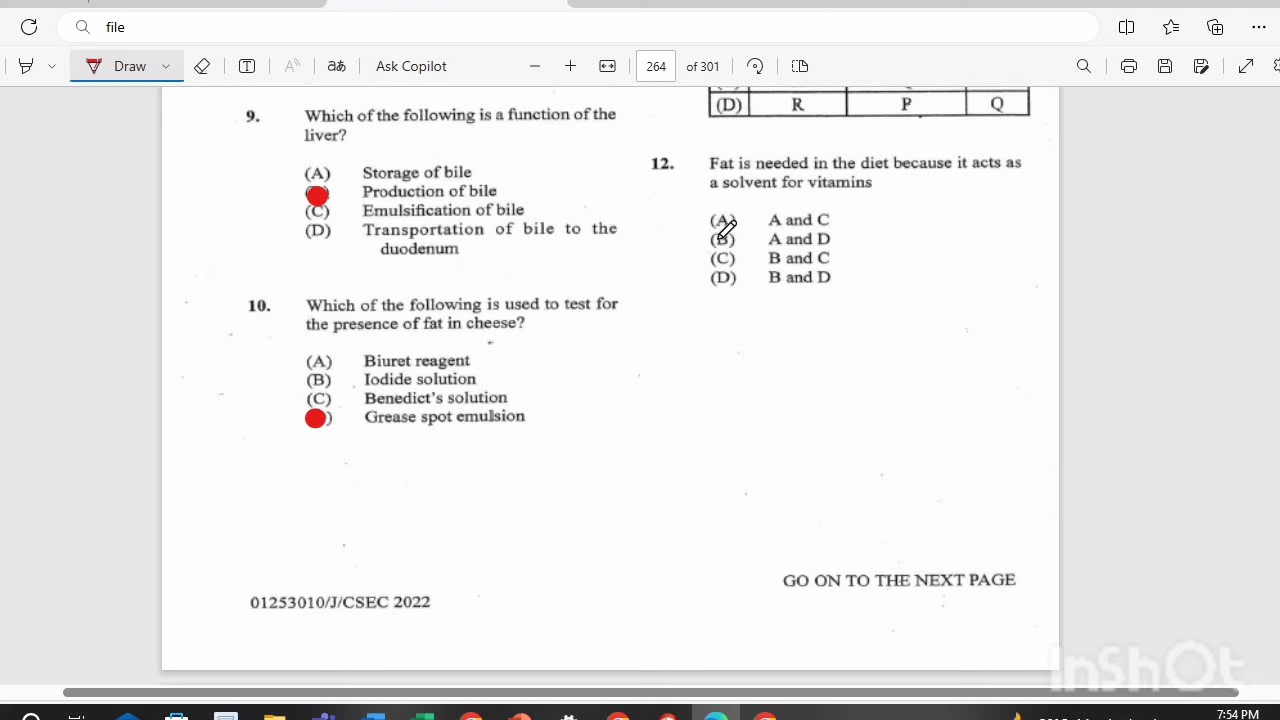 file
Draw
aあ
Ask Copilot
264 of 301
9. Which of the following is a function of the
liver?
(A) Storage of bile
Production of bile
(C) Emulsification of bile
(D) Transportation of bile to the
duodenum
10. Which of the following is used to test for
the presence of fat in cheese?
(A) Biuret reagent
(B) Iodide solution
(C) Benedict's solution
) Grease spot emulsion
01253010/J/CSEC 2022
(D) R P Q
12. Fat is needed in the diet because it acts as
a solvent for vitamins
(A) A and C
(B) A and D
(C) B and C
(D) B and D
GO ON TO THE NEXT PAGE
InShOt
7:54 PM